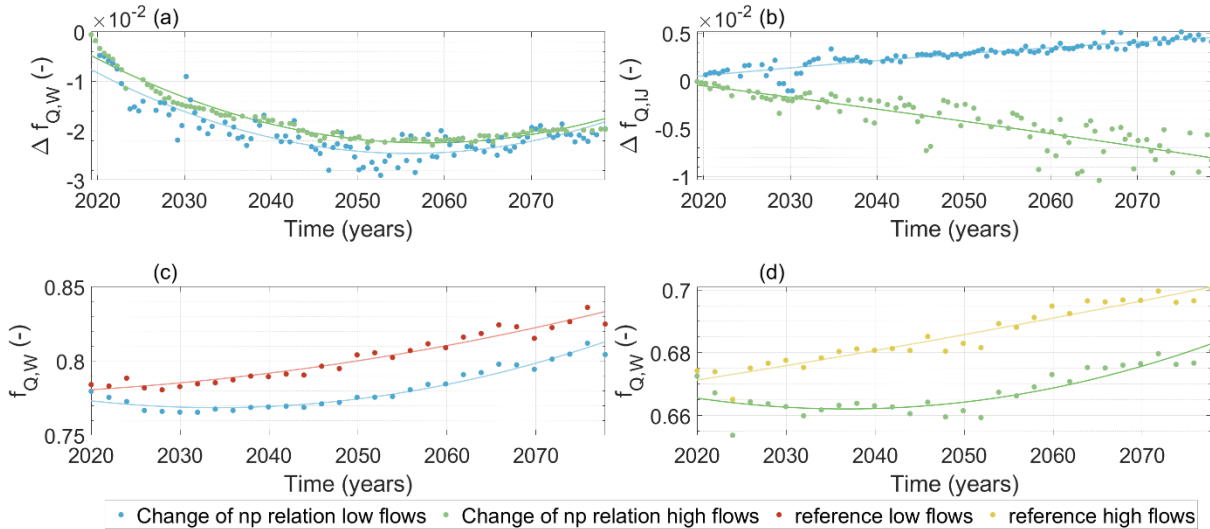 ×10⁻² (a)
0
-1
-2
-3
Δ f_Q,W (-)
2020 2030 2040 2050 2060 2070
Time (years)
(b)
×10⁻²
0.5
0
-0.5
-1
Δ f_Q,IJ (-)
2020 2030 2040 2050 2060 2070
Time (years)
(c)
0.85
0.8
0.75
f_Q,W (-)
2020 2030 2040 2050 2060 2070
Time (years)
(d)
0.7
0.68
0.66
f_Q,W (-)
2020 2030 2040 2050 2060 2070
Time (years)
Change of np relation low flows Change of np relation high flows reference low flows reference high flows